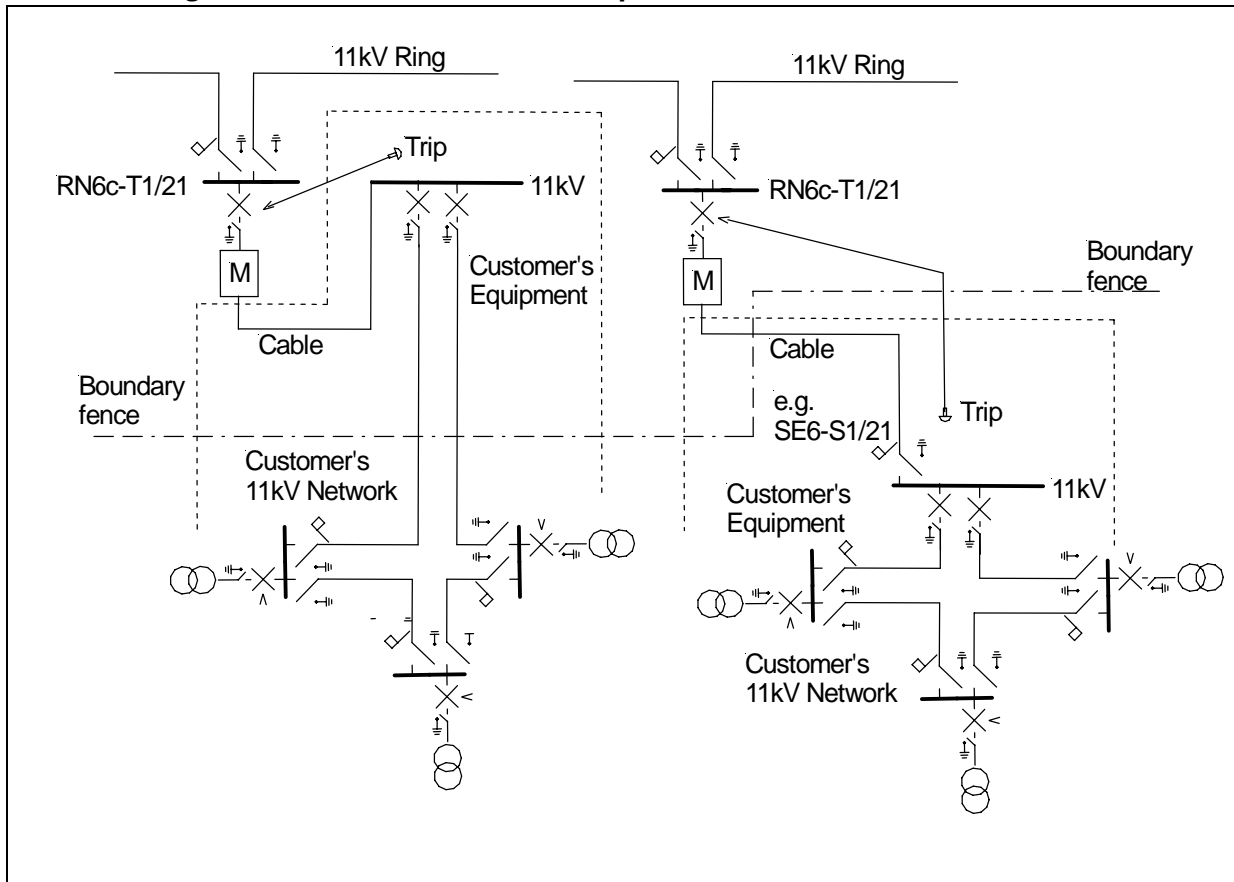 11kV Ring
11kV Ring
Trip
RN6c-T1/21
11kV
RN6c-T1/21
M
Customer's
Equipment
M
Boundary
fence
Cable
Cable
Boundary
fence
e.g.
SE6-S1/21
Trip
Customer's
11kV Network
11kV
Customer's
Equipment
Customer's
11kV Network